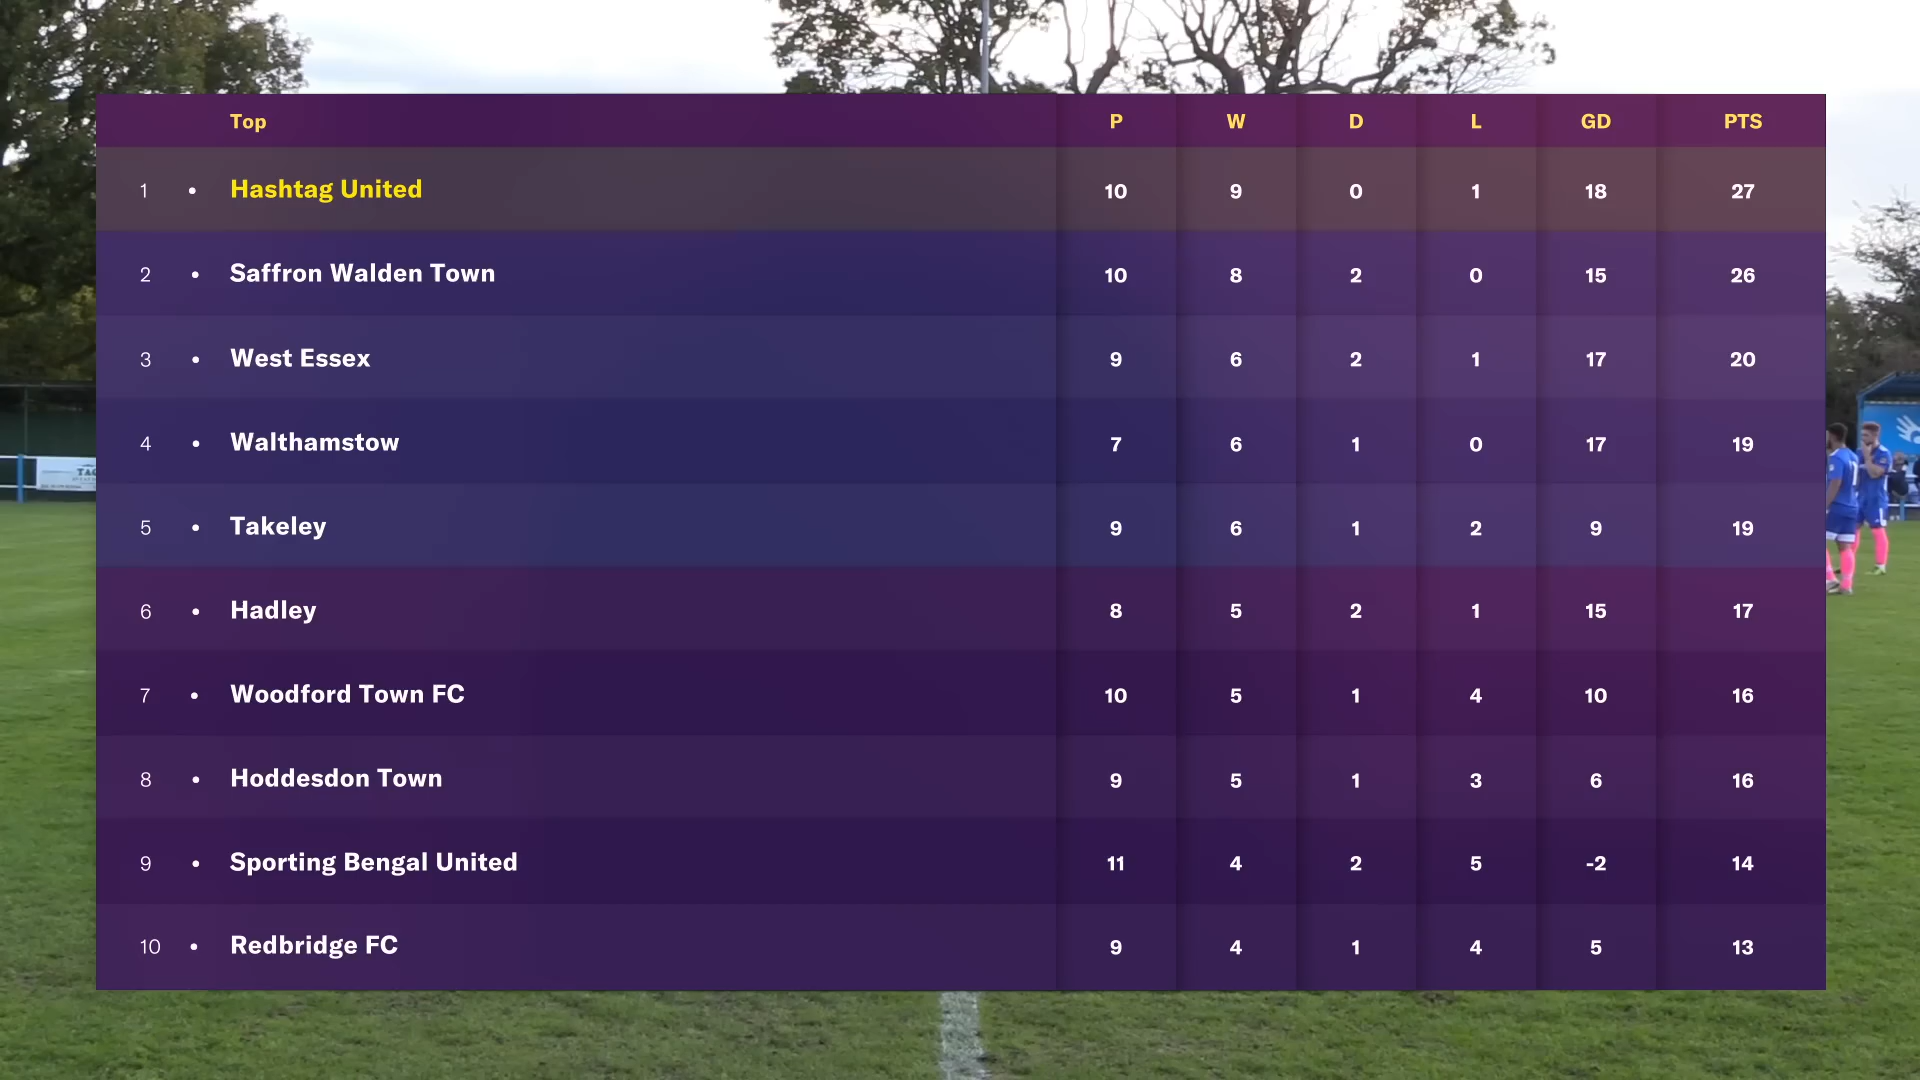 Top P W D L GD PTS
1 • Hashtag United 10 9 0 1 18 27
2 • Saffron Walden Town 10 8 2 0 15 26
3 • West Essex 9 6 2 1 17 20
4 • Walthamstow 7 6 1 0 17 19
5 • Takeley 9 6 1 2 9 19
6 • Hadley 8 5 2 1 15 17
7 • Woodford Town FC 10 5 1 4 10 16
8 • Hoddesdon Town 9 5 1 3 6 16
9 • Sporting Bengal United 11 4 2 5 -2 14
10 • Redbridge FC 9 4 1 4 5 13